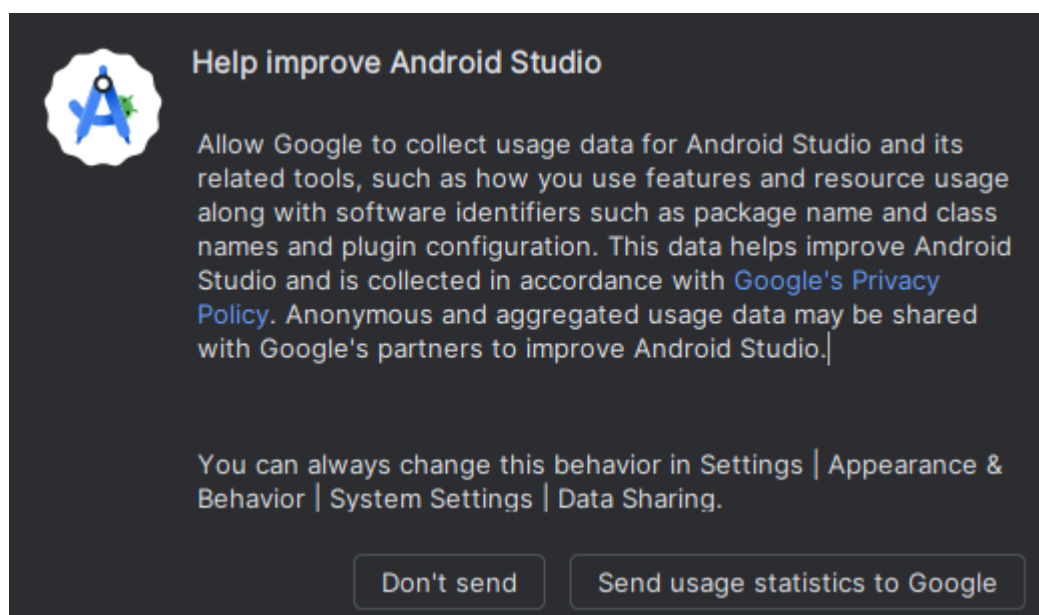 Help improve Android Studio
Allow Google to collect usage data for Android Studio and its
related tools, such as how you use features and resource usage
along with software identifiers such as package name and class
names and plugin configuration. This data helps improve Android
Studio and is collected in accordance with Google's Privacy
Policy. Anonymous and aggregated usage data may be shared
with Google's partners to improve Android Studio.
You can always change this behavior in Settings | Appearance &
Behavior | System Settings | Data Sharing.
Don't send
Send usage statistics to Google